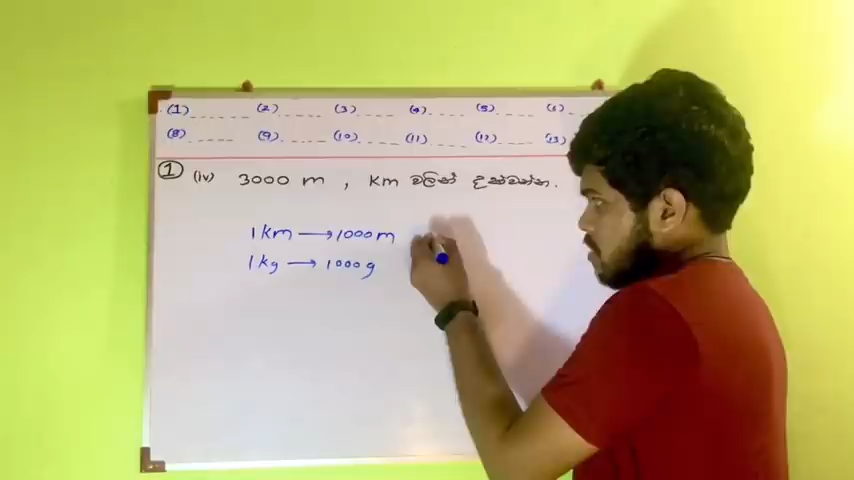 (1) _ _ _ _ (2) _ _ _ _ (3) _ _ _ _ (4) _ _ _ _ (5) _ _ _ _ (6) _ _ _
(8) _ _ _ _ _ (9) _ _ _ _ (10) _ _ _ _ (11) _ _ _ _ (12) _ _ _ _ (13)
1 (iv) 3000 m , km වලින් දක්වන්න.
1 km → 1000 m
1 kg → 1000 g